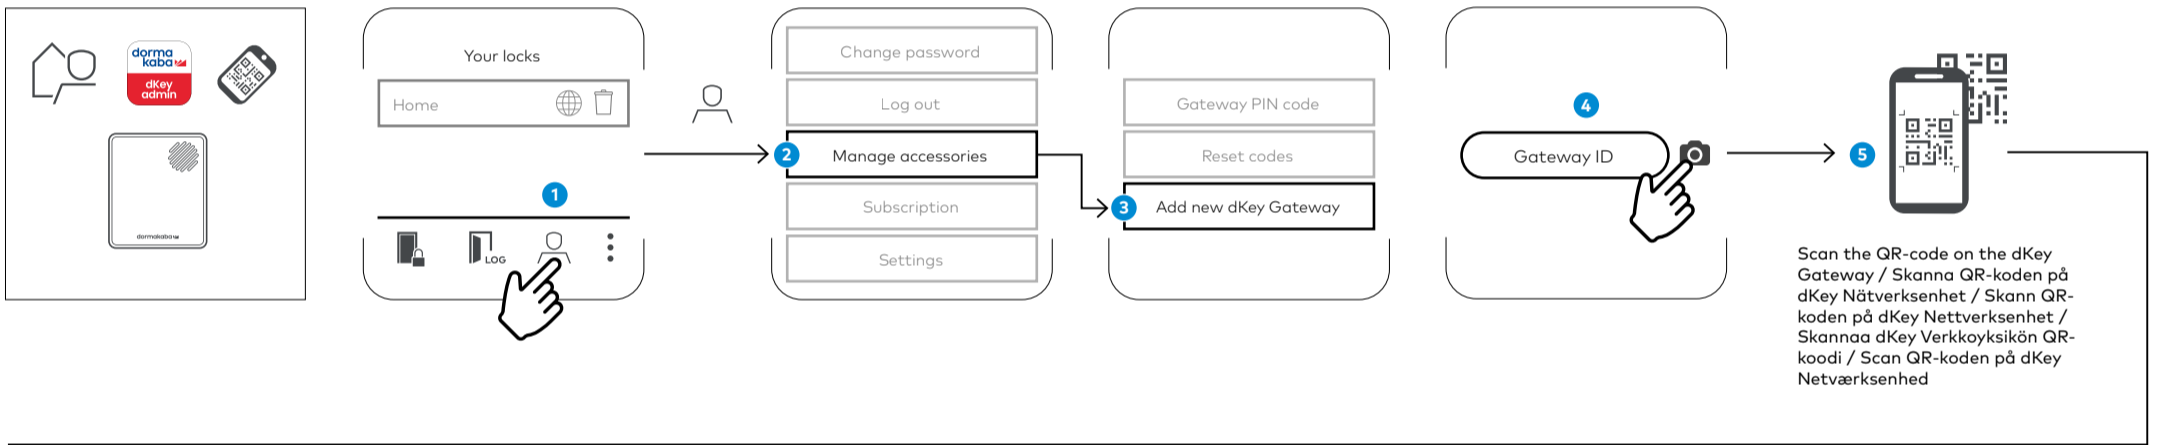 dorma
kaba
dKey
admin
dormakaba
Your locks
Home
1
LOG
Change password
Log out
2
Manage accessories
Subscription
Settings
Gateway PIN code
Reset codes
3
Add new dKey Gateway
4
Gateway ID
5
Scan the QR-code on the dKey
Gateway / Skanna QR-koden på
dKey Nätverksenhet / Skann QR-
koden på dKey Nettverksenhet /
Skannaa dKey Verkkoyksikön QR-
koodi / Scan QR-koden på dKey
Netværksenhed